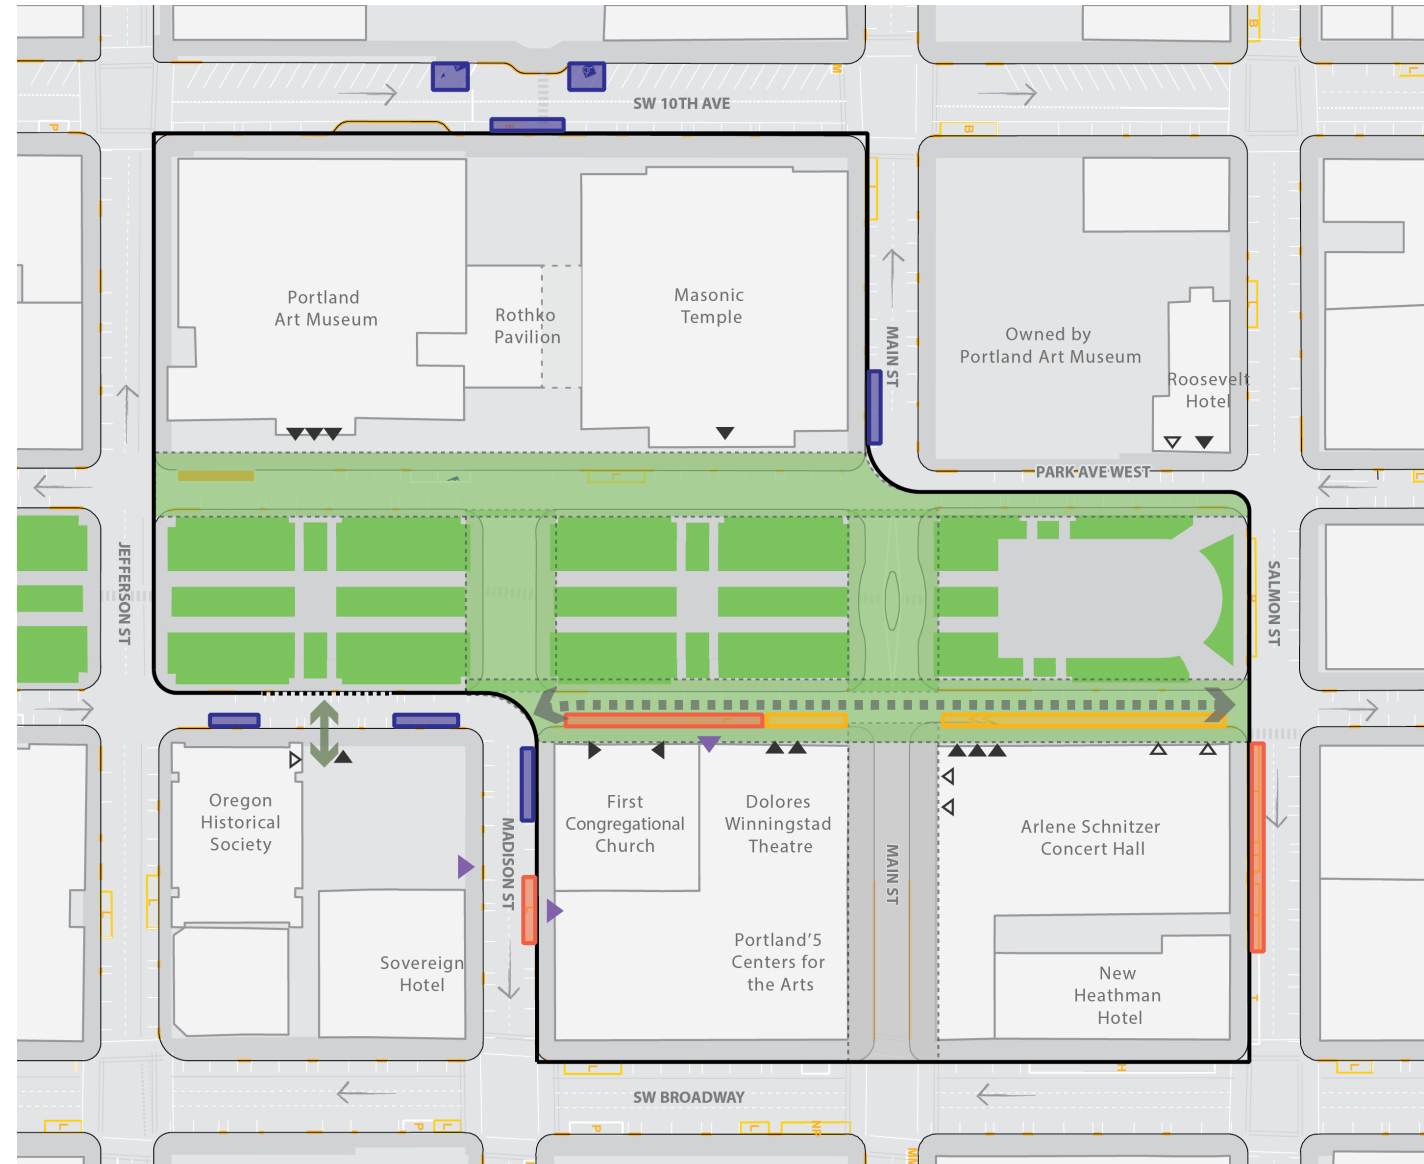 SW 10TH AVE
B
M
L
P
B
Portland
Art Museum
Rothko
Pavilion
Masonic
Temple
MAIN ST
Owned by
Portland Art Museum
Roosevelt
Hotel
PARK AVE WEST
L
JEFFERSON ST
SALMON ST
Oregon
Historical
Society
MADISON ST
First
Congregational
Church
Dolores
Winningstad
Theatre
MAIN ST
Arlene Schnitzer
Concert Hall
L
L
Sovereign
Hotel
Portland'5
Centers for
the Arts
New
Heathman
Hotel
T
L
H
L
SW BROADWAY
L
P
L
P
L
NP